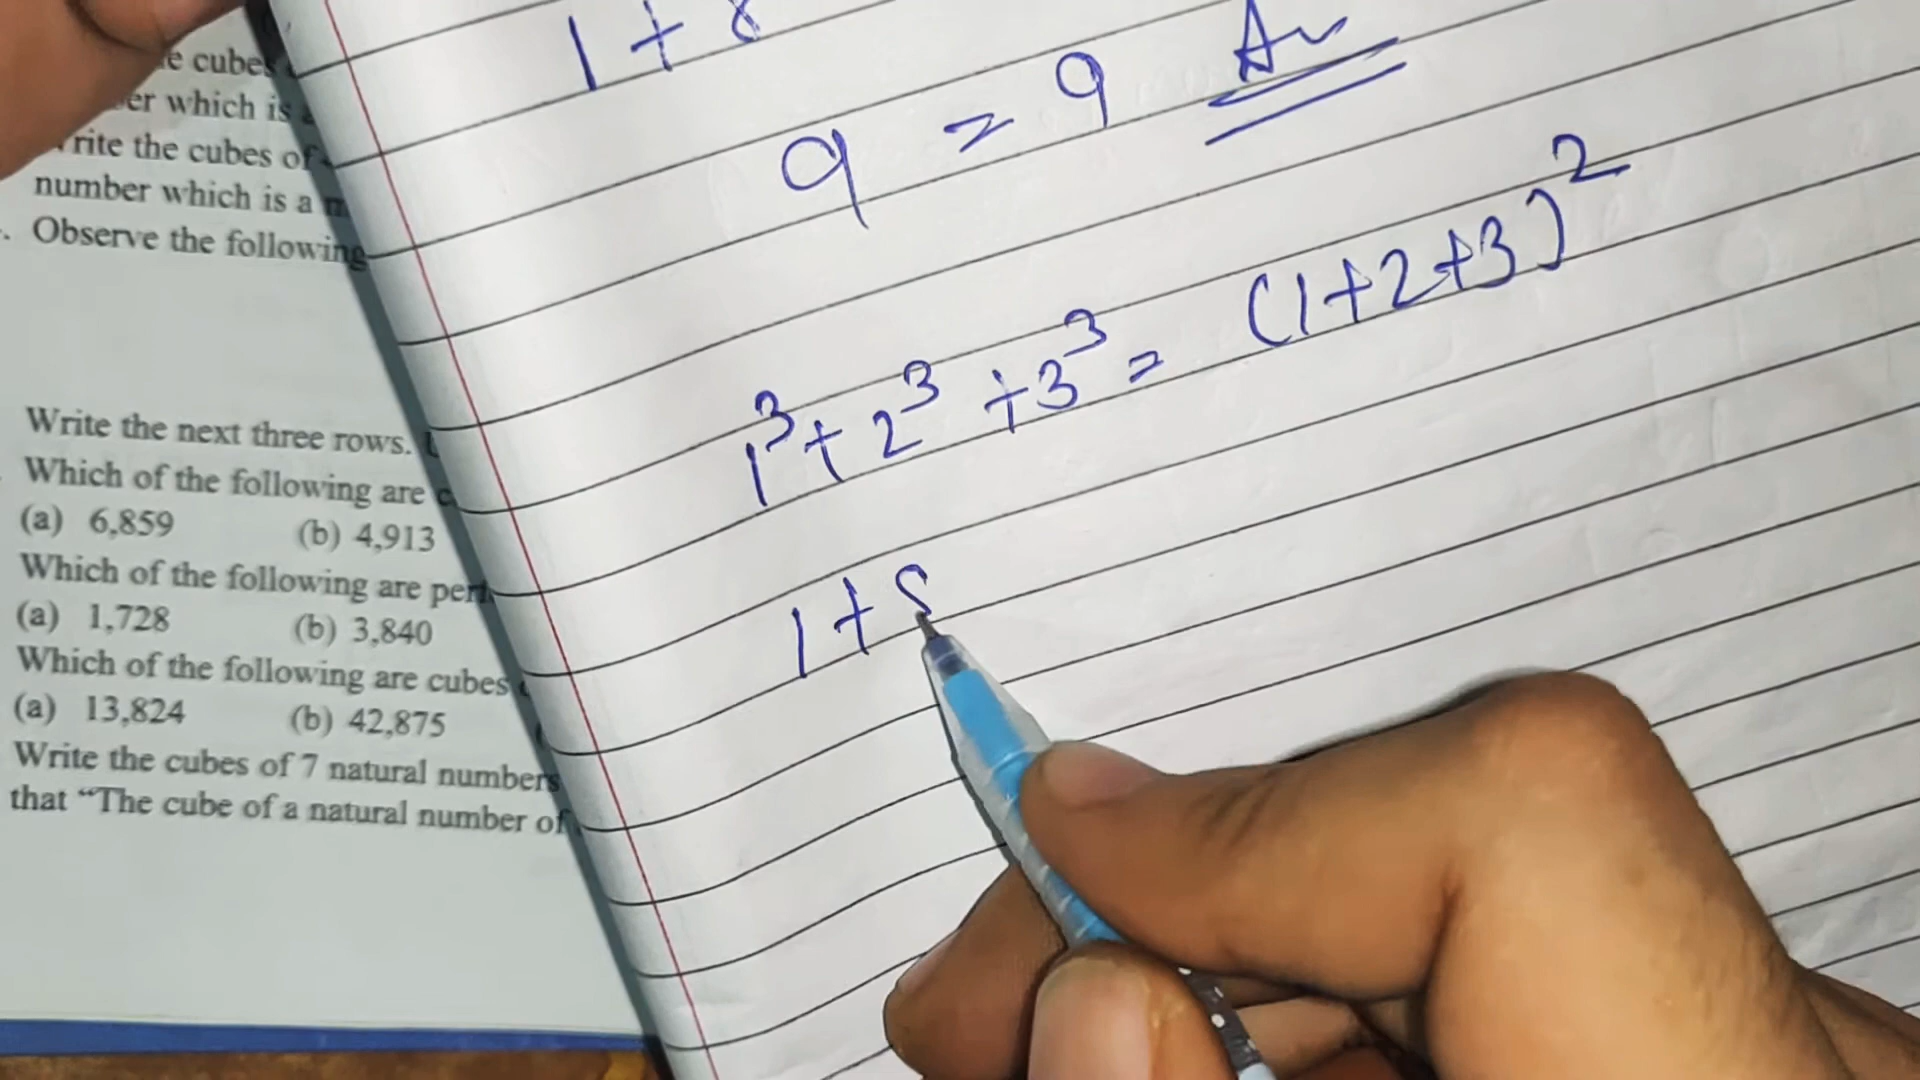 e cubes
er which is
rite the cubes of
number which is a
. Observe the following
Write the next three rows.
Which of the following are c
(a) 6,859 (b) 4,913
Which of the following are perf
(a) 1,728 (b) 3,840
Which of the following are cubes
(a) 13,824 (b) 42,875
Write the cubes of 7 natural numbers
that “The cube of a natural number of
1 + 8
9 = 9
1³ + 2³ + 3³ = (1+2+3)²
1 + 8